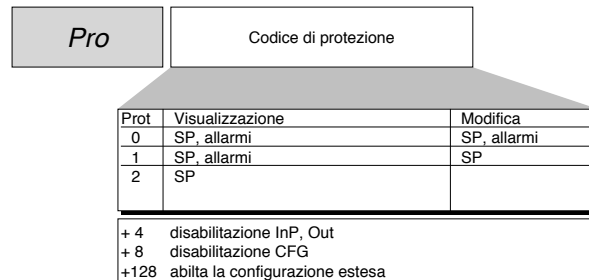 Pro Codice di protezione
Prot Visualizzazione Modifica
0 SP, allarmi SP, allarmi
1 SP, allarmi SP
2 SP
+ 4 disabilitazione InP, Out
+ 8 disabilitazione CFG
+128 abilta la configurazione estesa